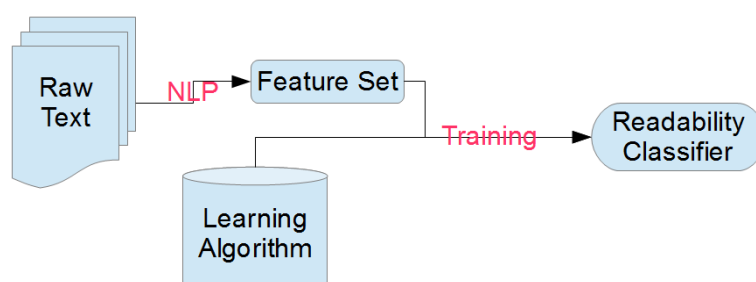 Raw
Text
NLP
Feature Set
Training
Readability
Classifier
Learning
Algorithm